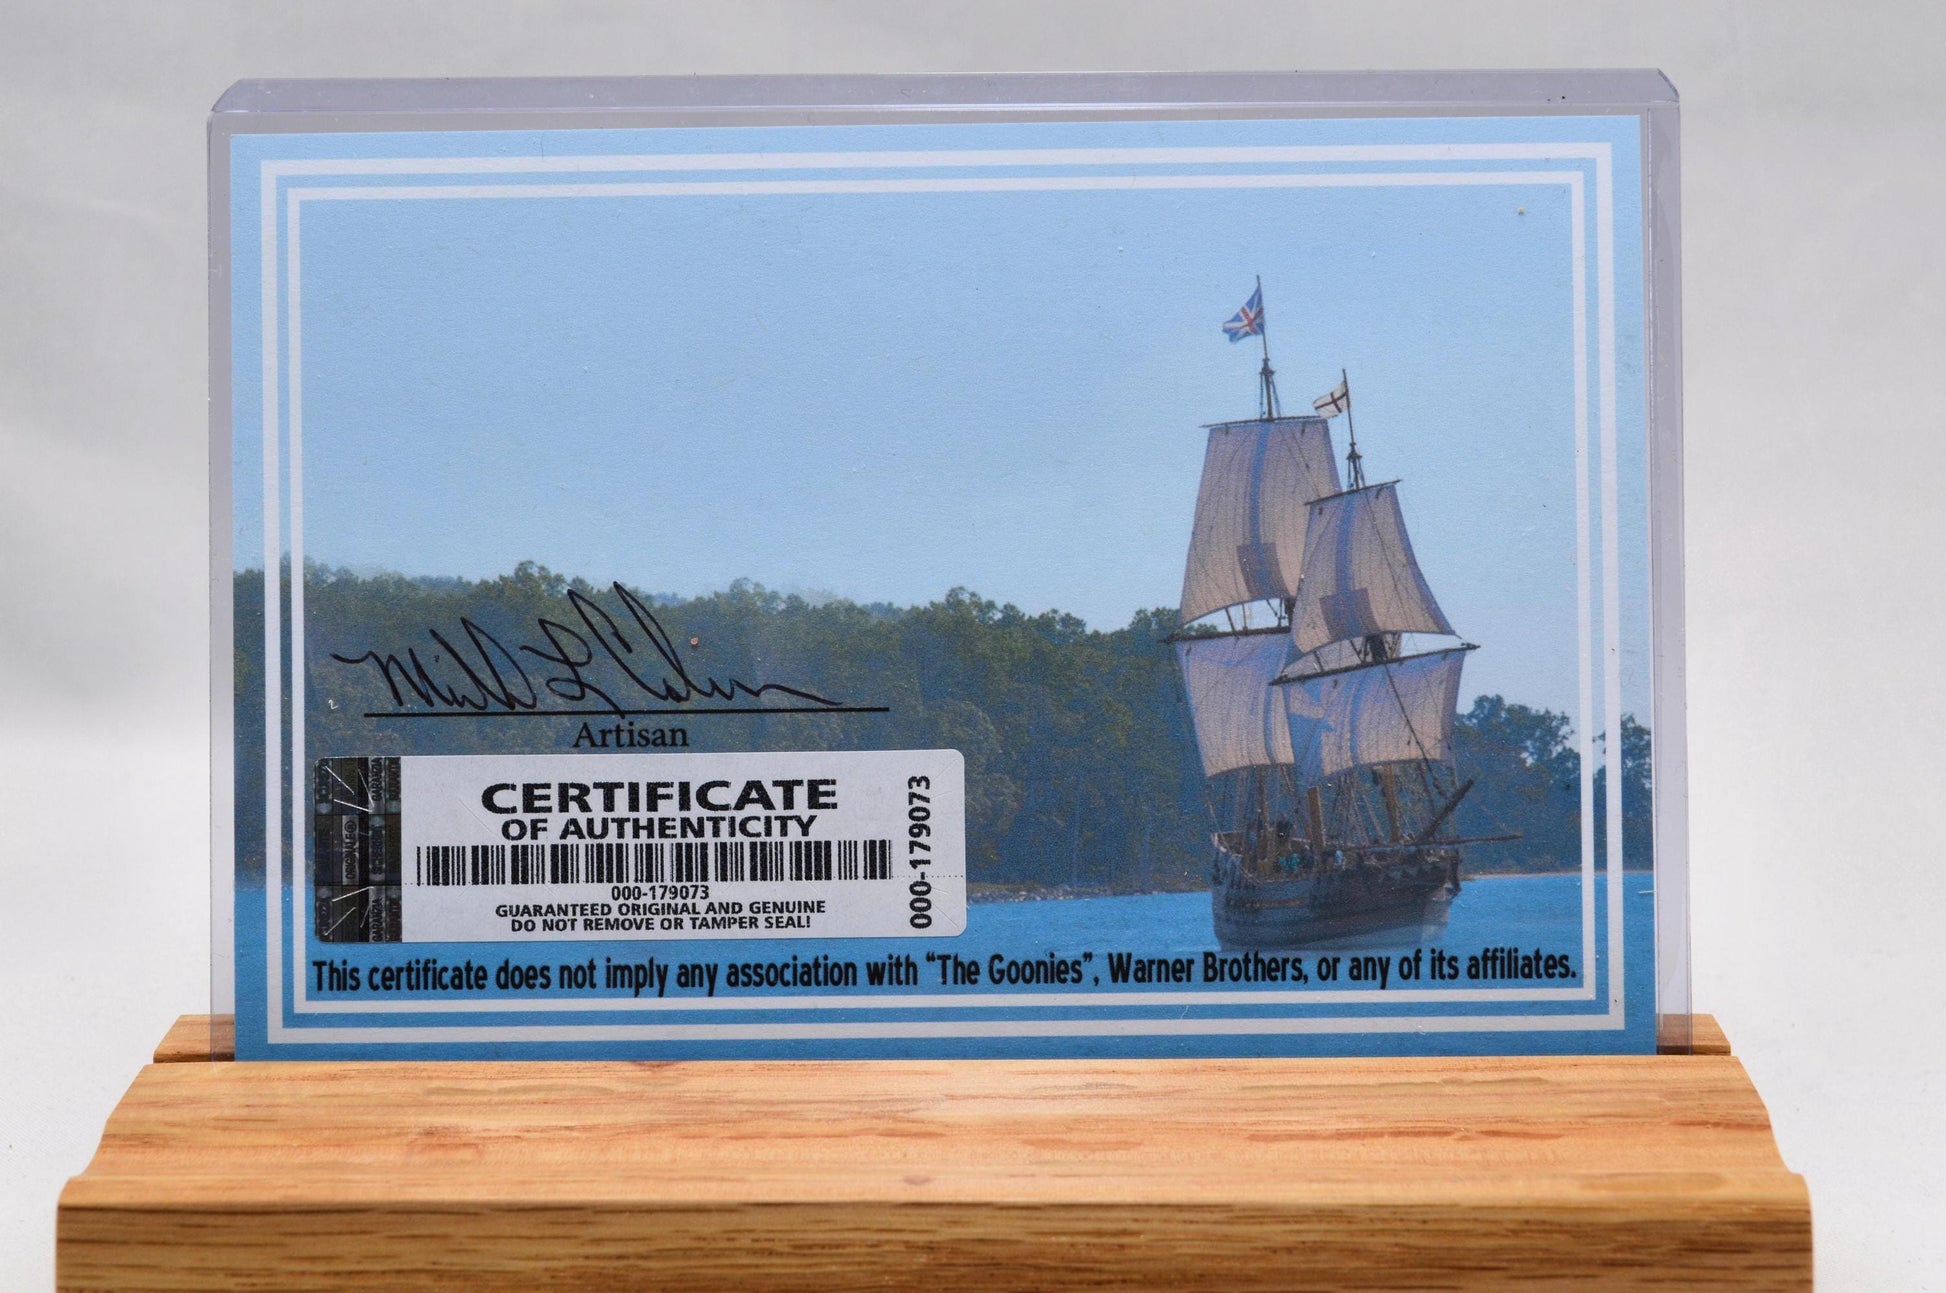 Artisan
CERTIFICATE
OF AUTHENTICITY
000-179073
GUARANTEED ORIGINAL AND GENUINE
DO NOT REMOVE OR TAMPER SEAL!
000-179073
This certificate does not imply any association with “The Goonies”, Warner Brothers, or any of its affiliates.